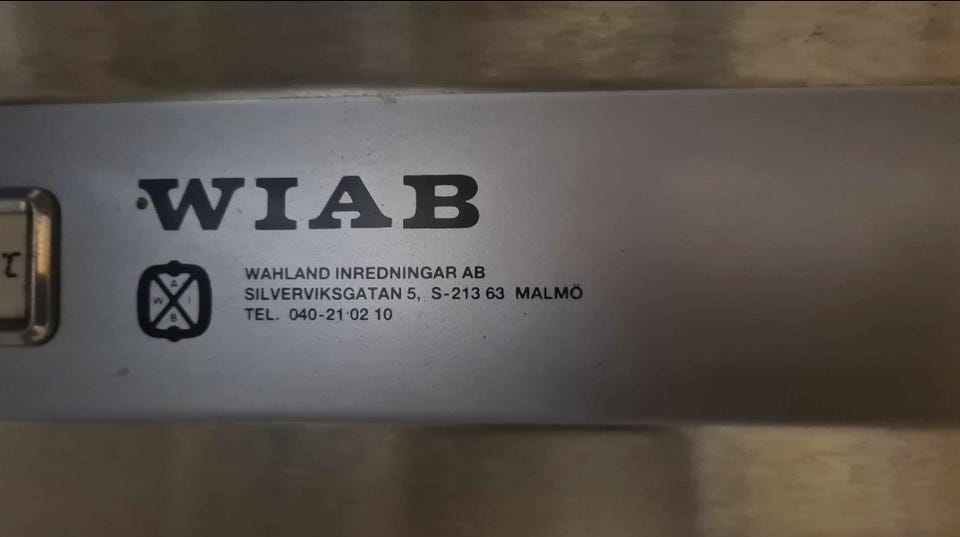 WIAB
WAHLAND INREDNINGAR AB
SILVERVIKSGATAN 5, S-213 63 MALMÖ
TEL. 040-21 02 10
A
W I
B